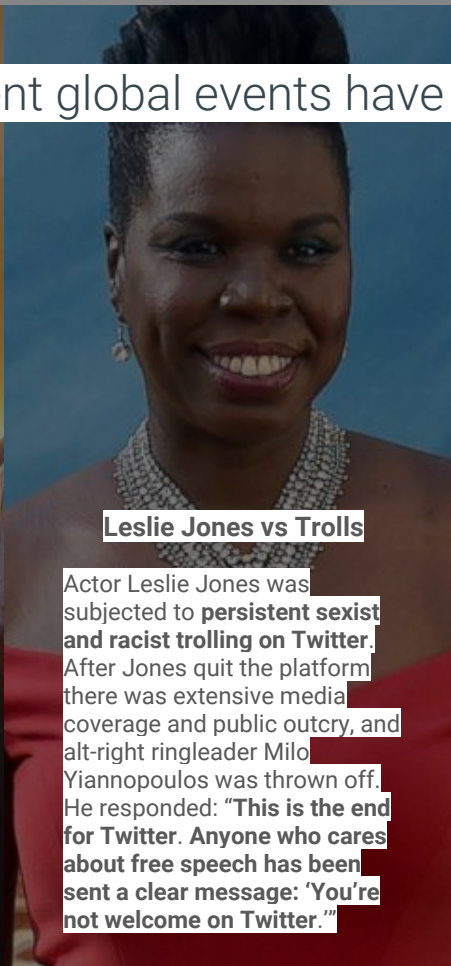 nt global events have
Leslie Jones vs Trolls
Actor Leslie Jones was
subjected to persistent sexist
and racist trolling on Twitter.
After Jones quit the platform
there was extensive media
coverage and public outcry, and
alt-right ringleader Milo
Yiannopoulos was thrown off.
He responded: “This is the end
for Twitter. Anyone who cares
about free speech has been
sent a clear message: ‘You’re
not welcome on Twitter.’”